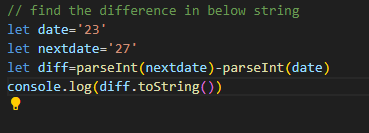 // find the difference in below string
let date='23'
let nextdate='27'
let diff=parseInt(nextdate)-parseInt(date)
console.log(diff.toString())